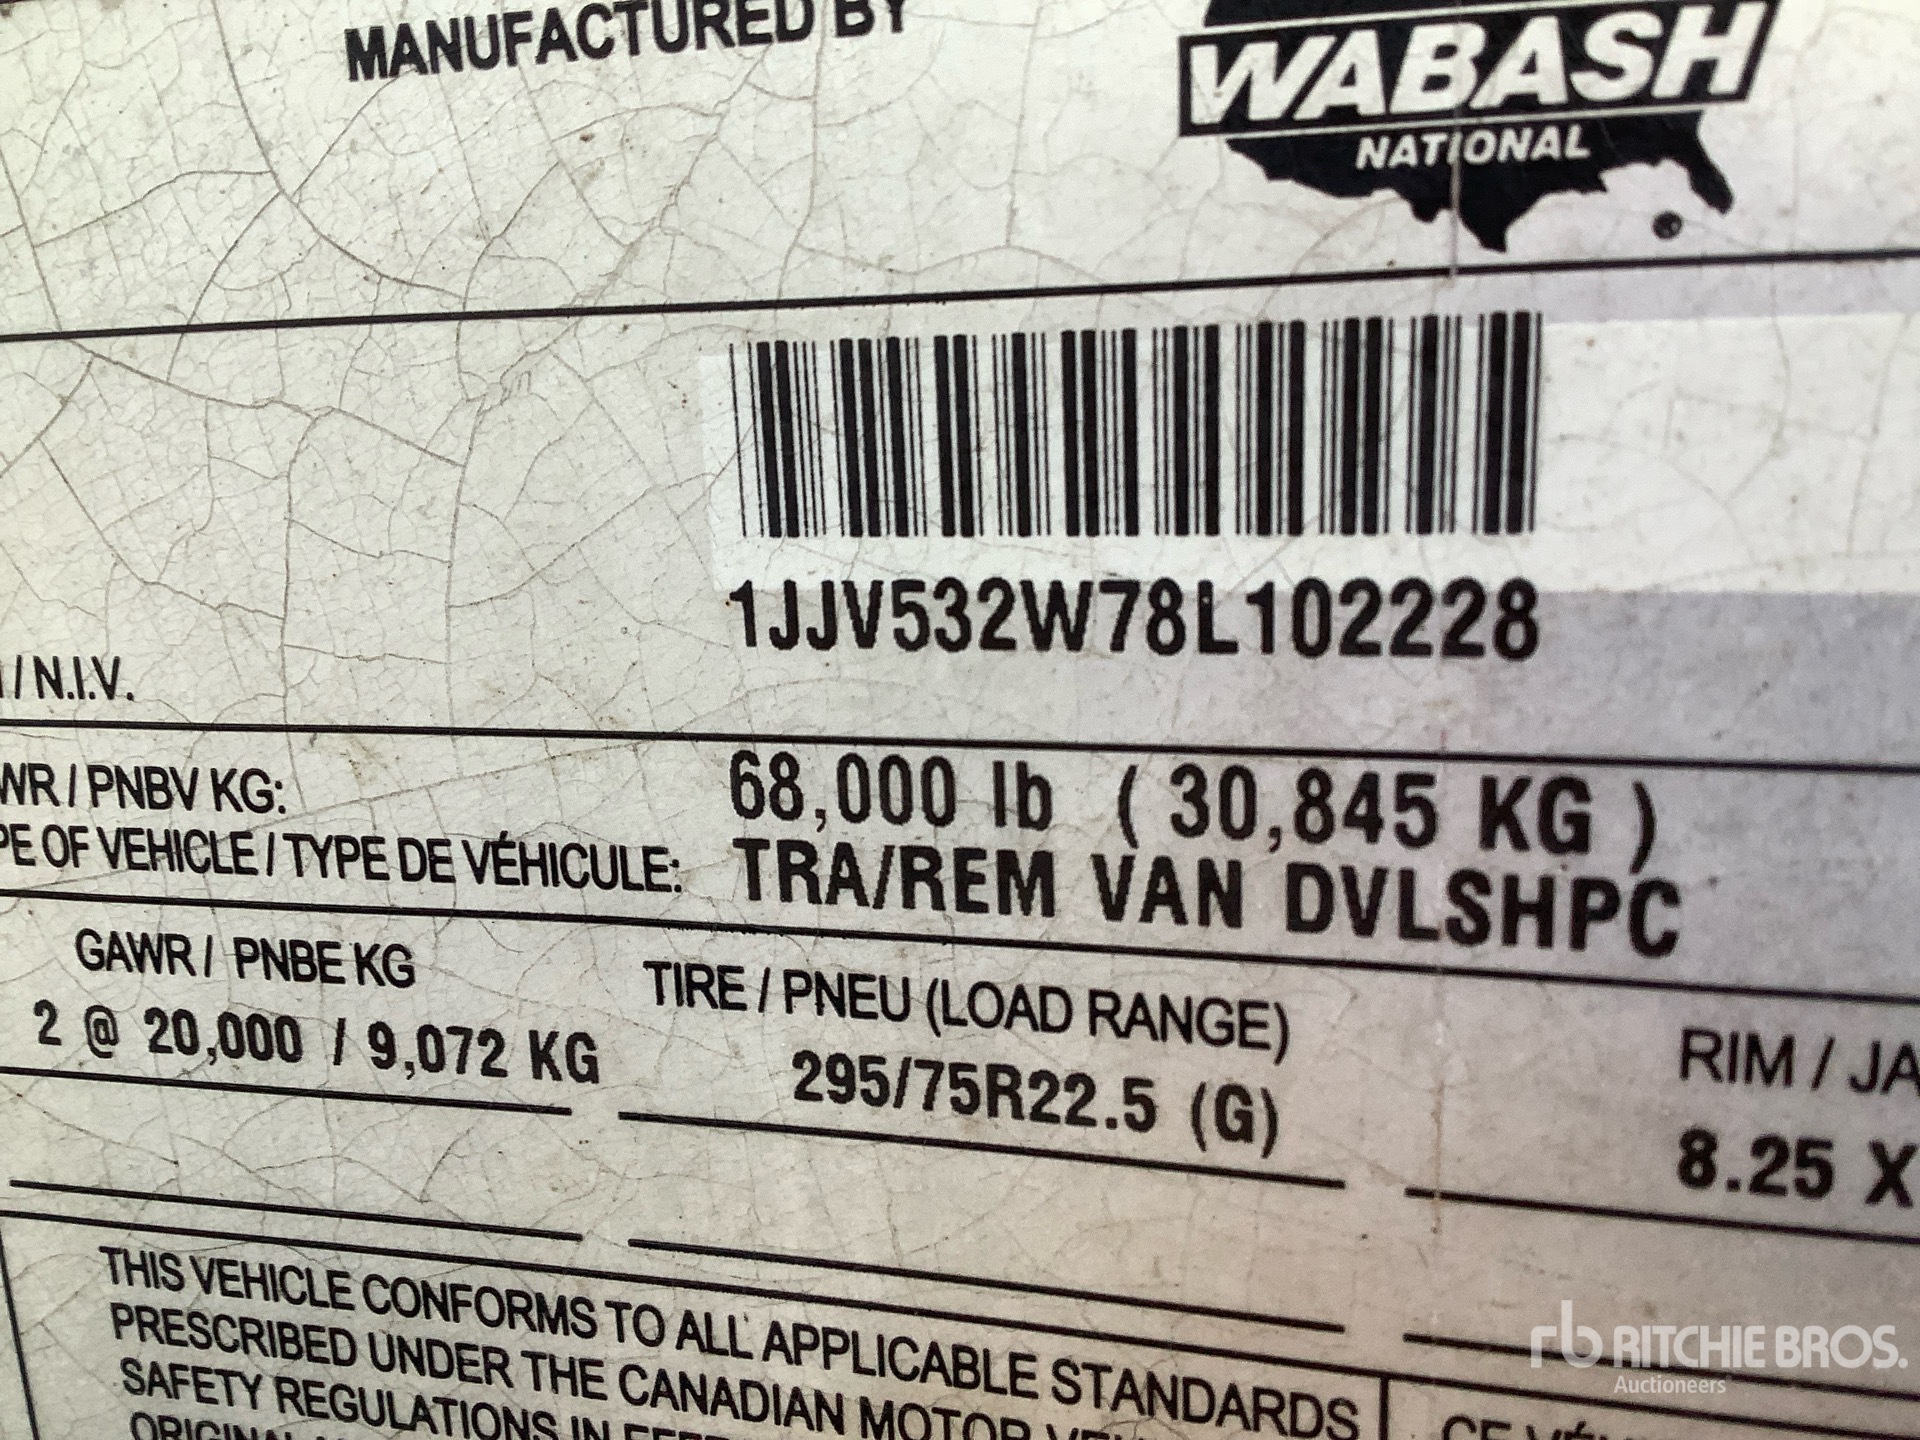 MANUFACTURED BY
WABASH
NATIONAL
®
1JJV532W78L102228
/ N.I.V.
WR / PNBV KG: 68,000 lb ( 30,845 KG )
PE OF VEHICLE / TYPE DE VÉHICULE: TRA/REM VAN DVLSHPC
GAWR / PNBE KG TIRE / PNEU (LOAD RANGE) RIM / JA
2 @ 20,000 / 9,072 KG 295/75R22.5 (G) 8.25 X
THIS VEHICLE CONFORMS TO ALL APPLICABLE STANDARDS
PRESCRIBED UNDER THE CANADIAN MOTOR
SAFETY REGULATIONS IN
CE
rb RITCHIE BROS.
Auctioneers